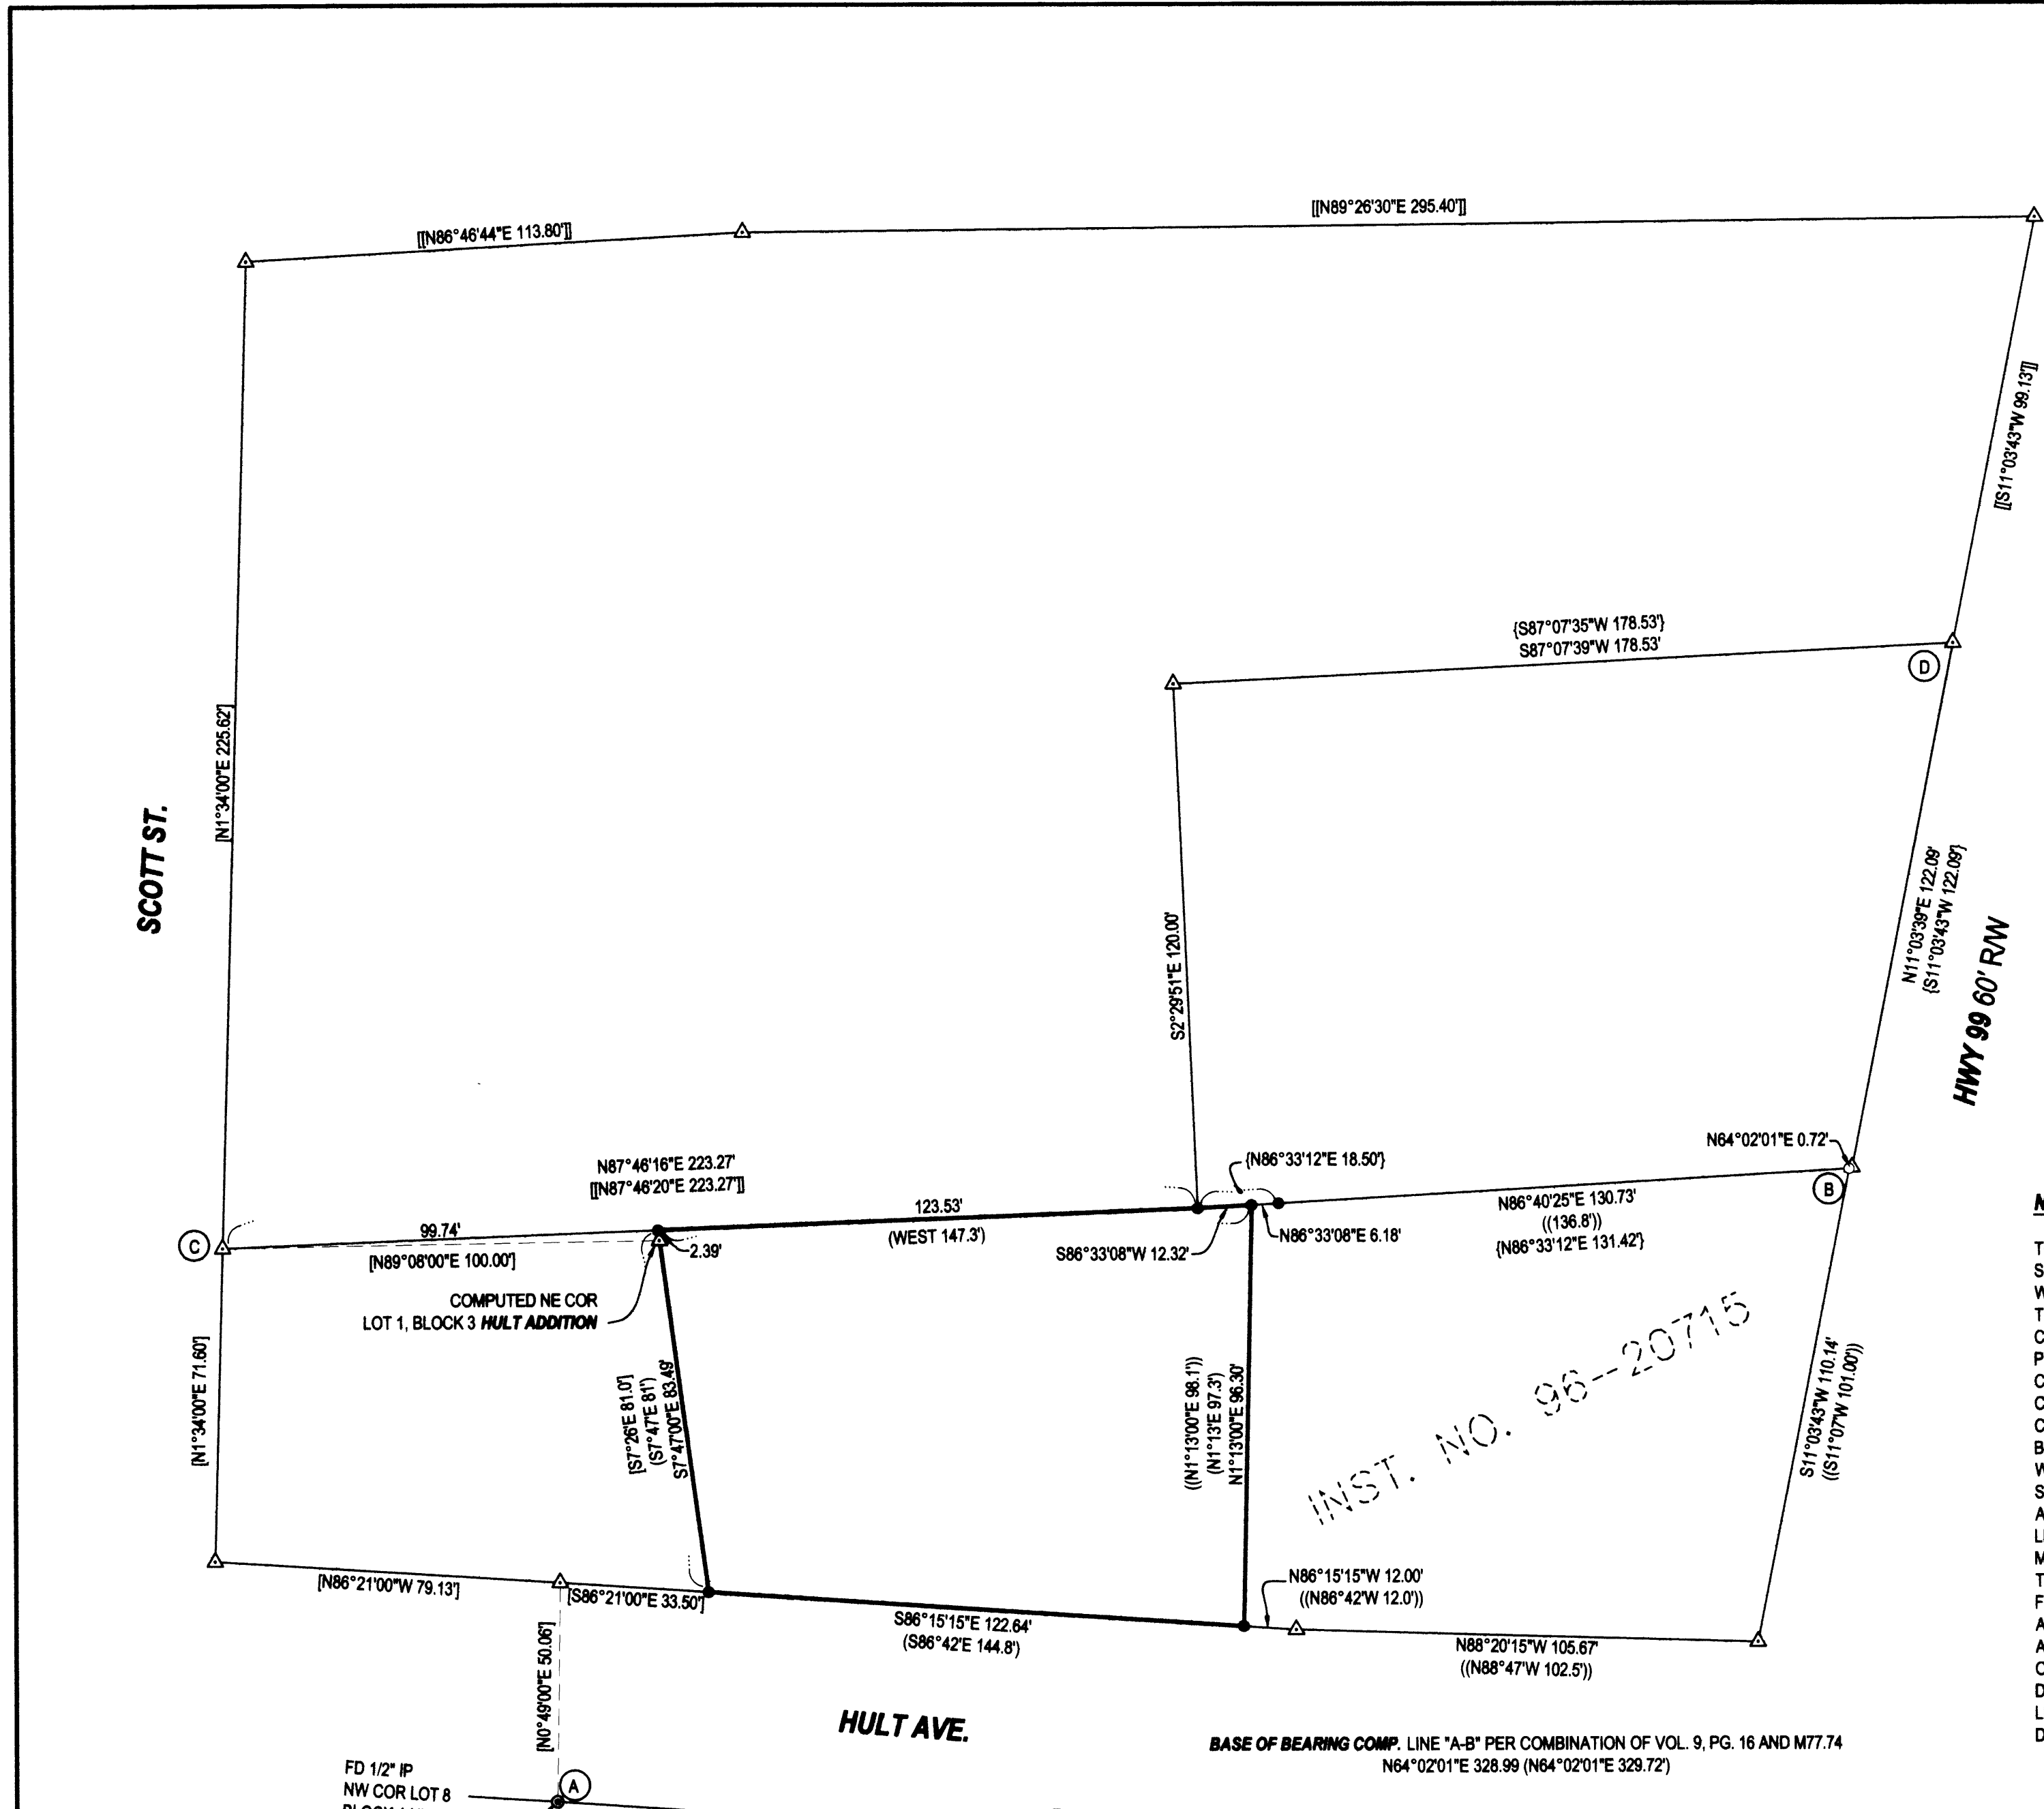 [[N89°26'30"E 295.40']]
[[N86°46'44"E 113.80']]
[[S11°03'43"W 99.13']]
{S87°07'35"W 178.53'}
S87°07'39"W 178.53'
D
[N1°34'00"E 225.62']
SCOTT ST.
S2°29'51"E 120.00'
N11°03'39"E 122.09'
{S11°03'43"W 122.09'}
HWY 99 60' R/W
N64°02'01"E 0.72'
N87°46'16"E 223.27'
[[N87°46'20"E 223.27']]
{N86°33'12"E 18.50'}
B
N86°40'25"E 130.73'
((136.8'))
{N86°33'12"E 131.42'}
123.53'
(WEST 147.3')
99.74'
C
[N89°08'00"E 100.00']
2.39'
S86°33'08"W 12.32'
N86°33'08"E 6.18'
COMPUTED NE COR
LOT 1, BLOCK 3 HULT ADDITION
[N1°34'00"E 71.60']
[S7°26'E 81.0']
(S7°47'E 81')
S7°47'00"E 83.49'
((N1°13'00"E 98.1'))
(N1°13'E 97.3')
N1°13'00"E 96.30'
INST. NO. 96-20715
S11°03'43"W 110.14'
((S11°07'W 101.00'))
[N86°21'00"W 79.13']
[S86°21'00"E 33.50']
S86°15'15"E 122.64'
(S86°42'E 144.8')
N86°15'15"W 12.00'
((N86°42'W 12.0'))
N88°20'15"W 105.67'
((N88°47'W 102.5'))
[N0°49'00"E 50.06']
HULT AVE.
BASE OF BEARING COMP. LINE "A-B" PER COMBINATION OF VOL. 9, PG. 16 AND M77.74
N64°02'01"E 328.99 (N64°02'01"E 329.72')
FD 1/2" IP
NW COR LOT 8
A